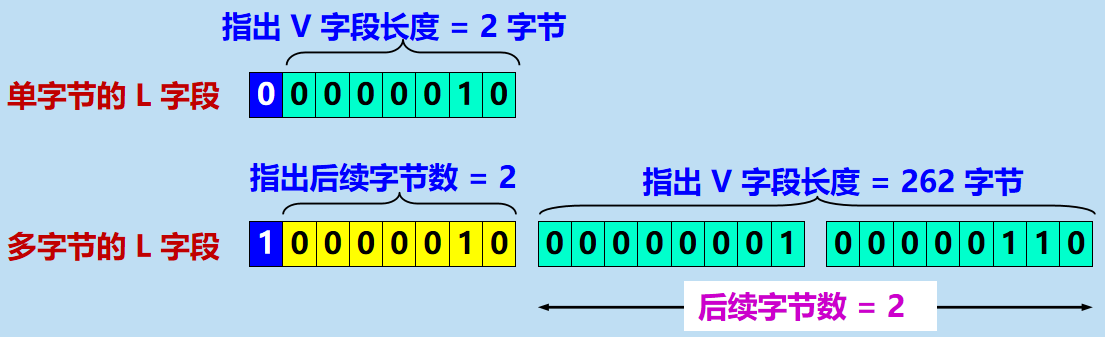 指出 V 字段长度 = 2 字节
单字节的 L 字段 0 0 0 0 0 0 1 0
指出后续字节数 = 2 指出 V 字段长度 = 262 字节
多字节的 L 字段 1 0 0 0 0 0 1 0 0 0 0 0 0 0 0 1 0 0 0 0 0 1 1 0
后续字节数 = 2